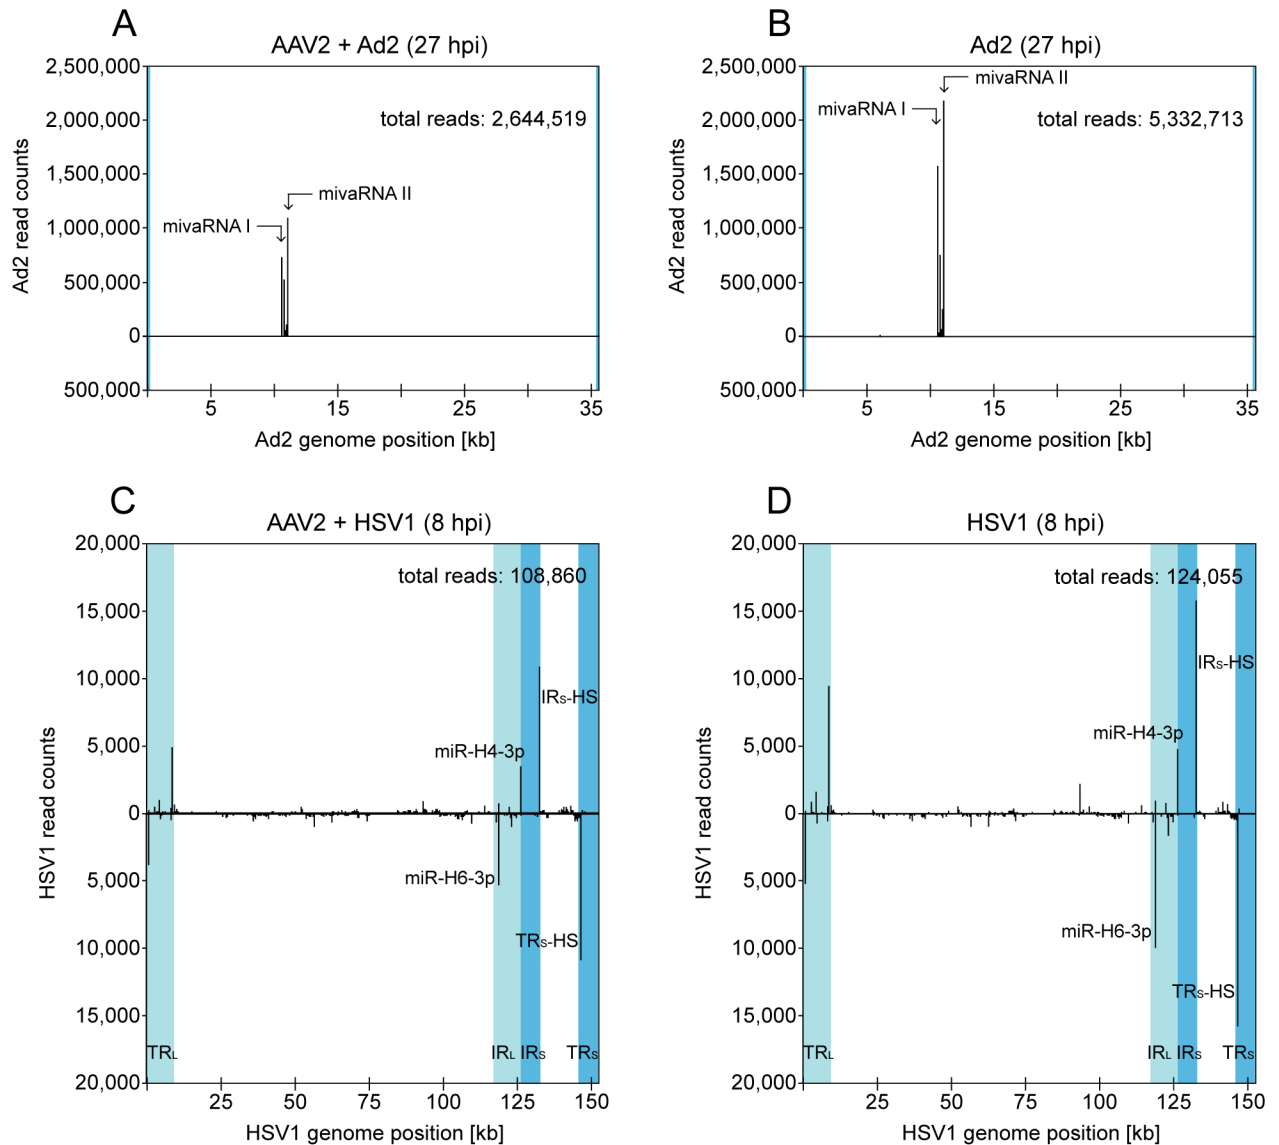 A
AAV2 + Ad2 (27 hpi)
2,500,000
2,000,000
1,500,000
1,000,000
500,000
0
500,000
Ad2 read counts
total reads: 2,644,519
mivaRNA II
mivaRNA I
5
15
25
35
Ad2 genome position [kb]
B
Ad2 (27 hpi)
2,500,000
2,000,000
1,500,000
1,000,000
500,000
0
500,000
Ad2 read counts
mivaRNA II
mivaRNA I
total reads: 5,332,713
5
15
25
35
Ad2 genome position [kb]
C
AAV2 + HSV1 (8 hpi)
20,000
15,000
10,000
5,000
0
5,000
10,000
15,000
20,000
HSV1 read counts
total reads: 108,860
IRs-HS
miR-H4-3p
miR-H6-3p
TRs-HS
TRL
IRL
IRs
TRs
25
50
75
100
125
150
HSV1 genome position [kb]
D
HSV1 (8 hpi)
20,000
15,000
10,000
5,000
0
5,000
10,000
15,000
20,000
HSV1 read counts
total reads: 124,055
IRs-HS
miR-H4-3p
miR-H6-3p
TRs-HS
TRL
IRL
IRs
TRs
25
50
75
100
125
150
HSV1 genome position [kb]